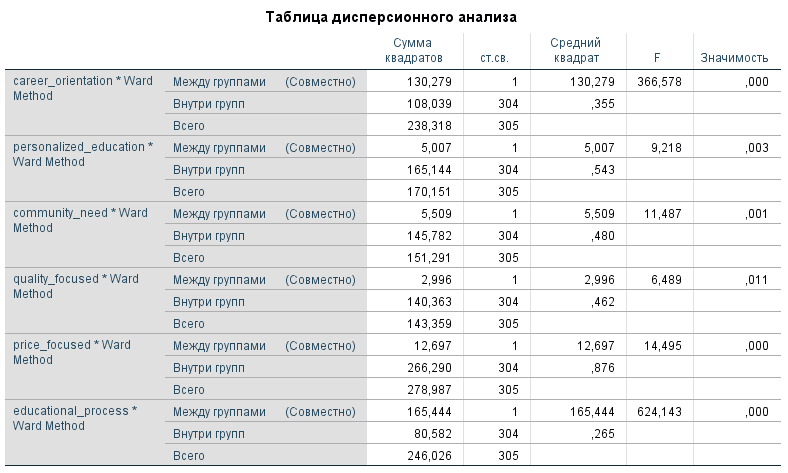 Таблица дисперсионного анализа
Сумма квадратов ст.св. Средний квадрат F Значимость
career_orientation * Ward Method Между группами (Совместно) 130,279 1 130,279 366,578 ,000
Внутри групп 108,039 304 ,355
Всего 238,318 305
personalized_education * Ward Method Между группами (Совместно) 5,007 1 5,007 9,218 ,003
Внутри групп 165,144 304 ,543
Всего 170,151 305
community_need * Ward Method Между группами (Совместно) 5,509 1 5,509 11,487 ,001
Внутри групп 145,782 304 ,480
Всего 151,291 305
quality_focused * Ward Method Между группами (Совместно) 2,996 1 2,996 6,489 ,011
Внутри групп 140,363 304 ,462
Всего 143,359 305
price_focused * Ward Method Между группами (Совместно) 12,697 1 12,697 14,495 ,000
Внутри групп 266,290 304 ,876
Всего 278,987 305
educational_process * Ward Method Между группами (Совместно) 165,444 1 165,444 624,143 ,000
Внутри групп 80,582 304 ,265
Всего 246,026 305